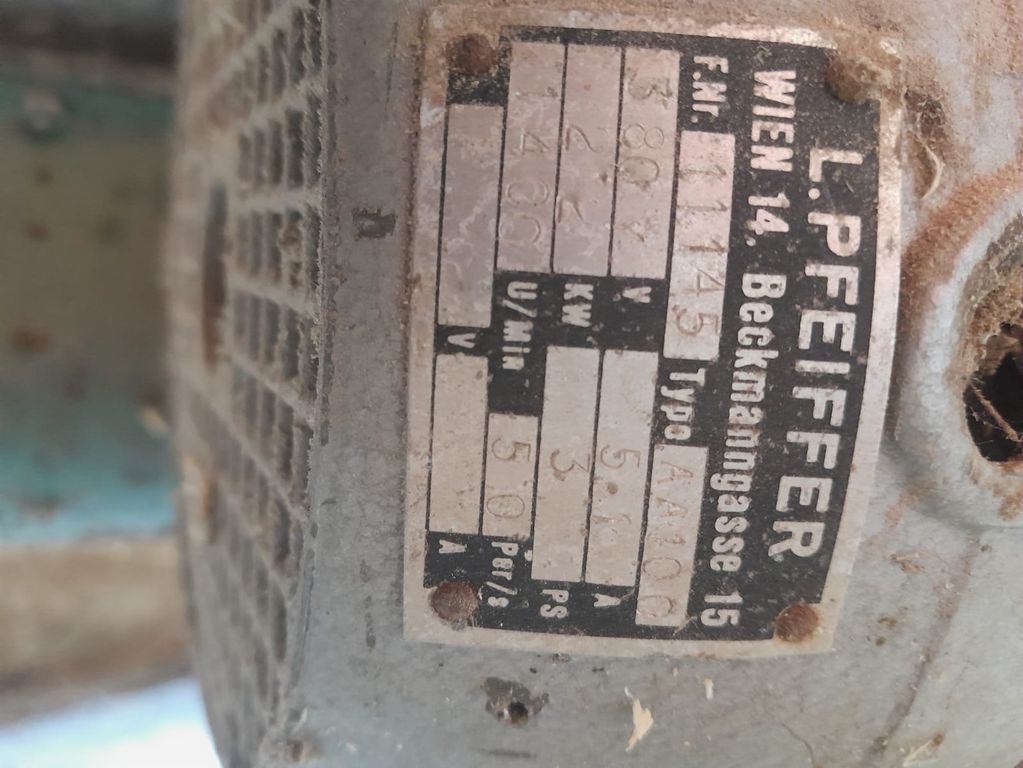 L.PFEIFFER
WIEN 14. Beckmanngasse 15
F.Nr. 11145 Type AA100
380 V V 5.1 A
2.2 KW 3 PS
1400 U/Min 50 Per/s
V A